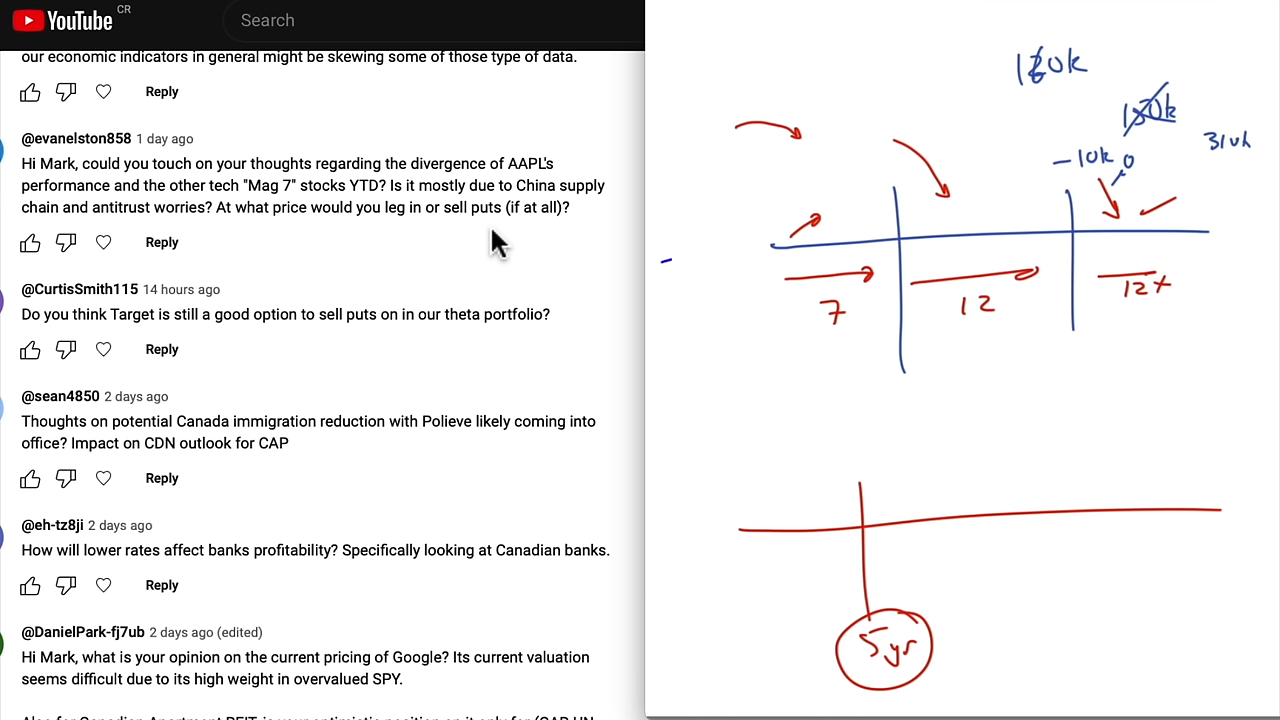 YouTube CR
Search
our economic indicators in general might be skewing some of those type of data.
Reply
@evanelston858 1 day ago
Hi Mark, could you touch on your thoughts regarding the divergence of AAPL's
performance and the other tech "Mag 7" stocks YTD? Is it mostly due to China supply
chain and antitrust worries? At what price would you leg in or sell puts (if at all)?
Reply
@CurtisSmith115 14 hours ago
Do you think Target is still a good option to sell puts on in our theta portfolio?
Reply
@sean4850 2 days ago
Thoughts on potential Canada immigration reduction with Polieve likely coming into
office? Impact on CDN outlook for CAP
Reply
@eh-tz8ji 2 days ago
How will lower rates affect banks profitability? Specifically looking at Canadian banks.
Reply
@DanielPark-fj7ub 2 days ago (edited)
Hi Mark, what is your opinion on the current pricing of Google? Its current valuation
seems difficult due to its high weight in overvalued SPY.
-10k
7
12
12+
5yr